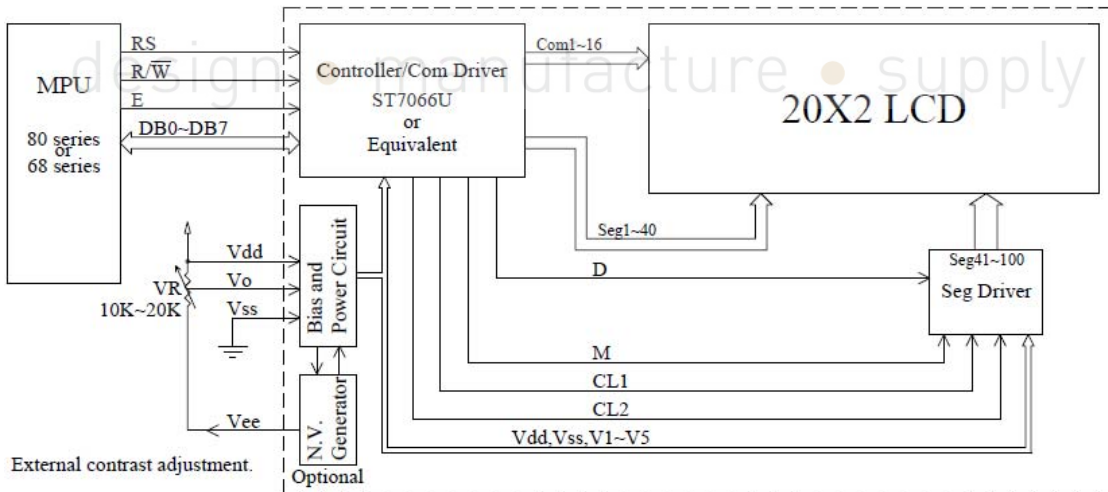 MPU
80 series
or
68 series
RS
R/W
E
DB0~DB7
Controller/Com Driver
ST7066U
or
Equivalent
Com1~16
20X2 LCD
design • manufacture • supply
Seg1~40
D
Seg41~100
Seg Driver
M
CL1
CL2
Vdd,Vss,V1~V5
Bias and
Power Circuit
Vdd
Vo
Vss
VR
10K~20K
N.V.
Generator
Vee
Optional
External contrast adjustment.